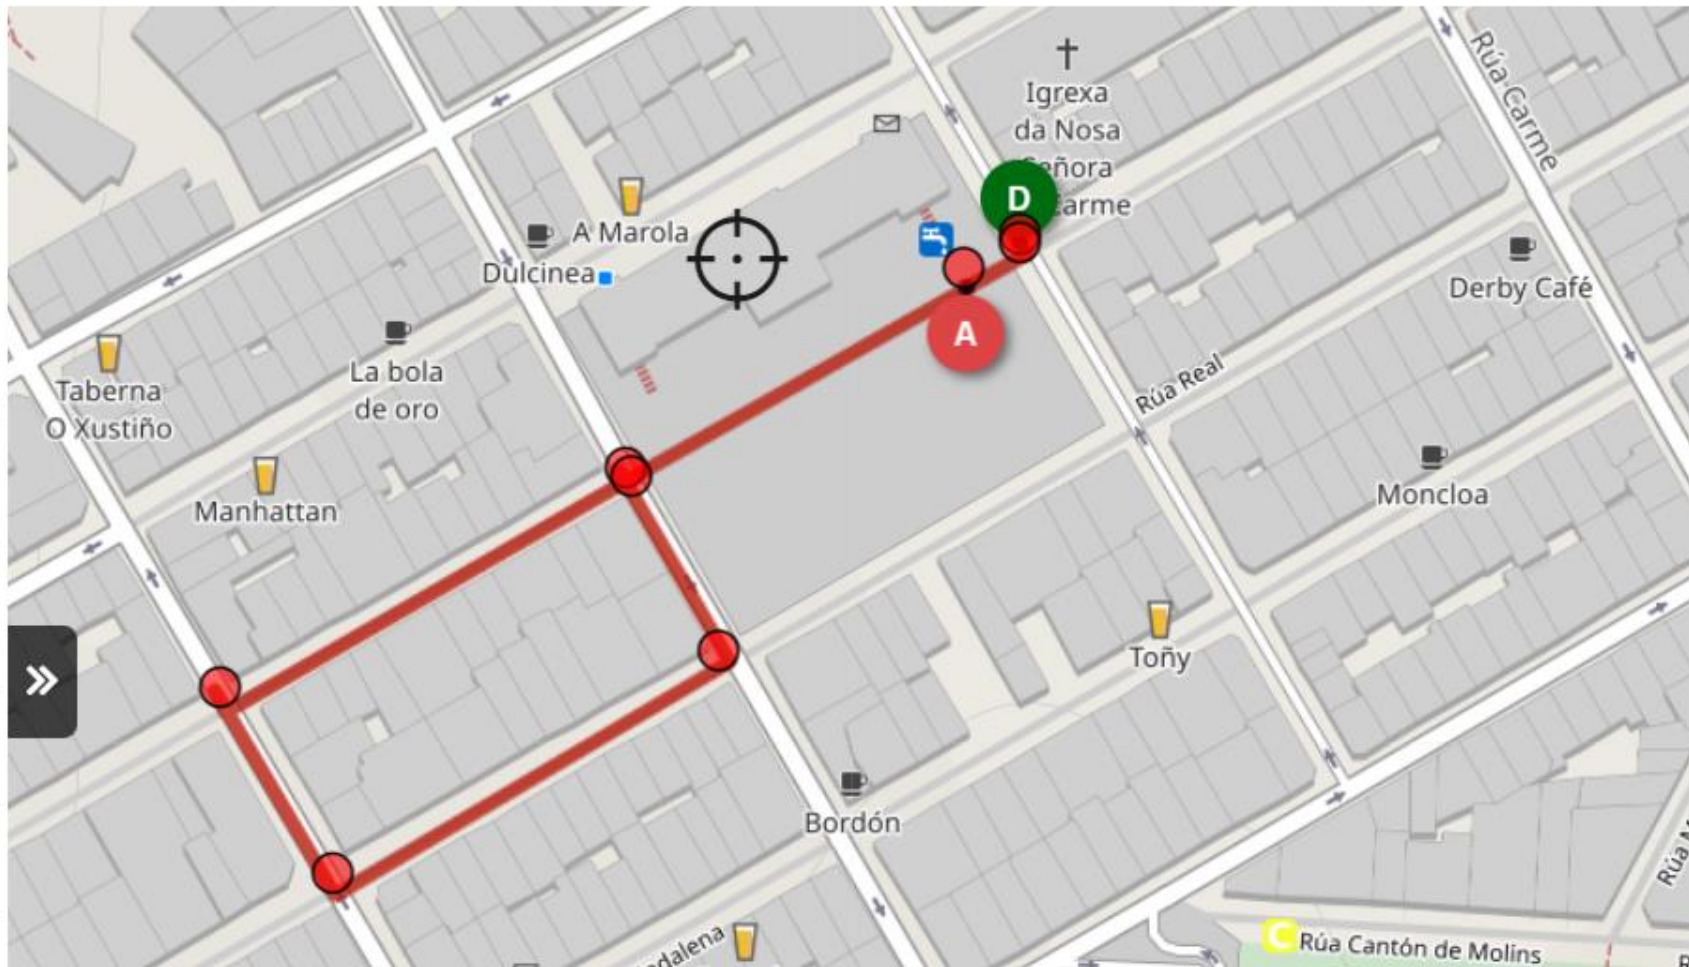 Rúa Carme
Igrexa
da Nosa
Señora
Carme
D
A Marola
Dulcinea
A
Derby Café
Taberna
O Xustiño
La bola
de oro
Rúa Real
Manhattan
Moncloa
»
Toñy
Bordón
C
Rúa Cantón de Molíns